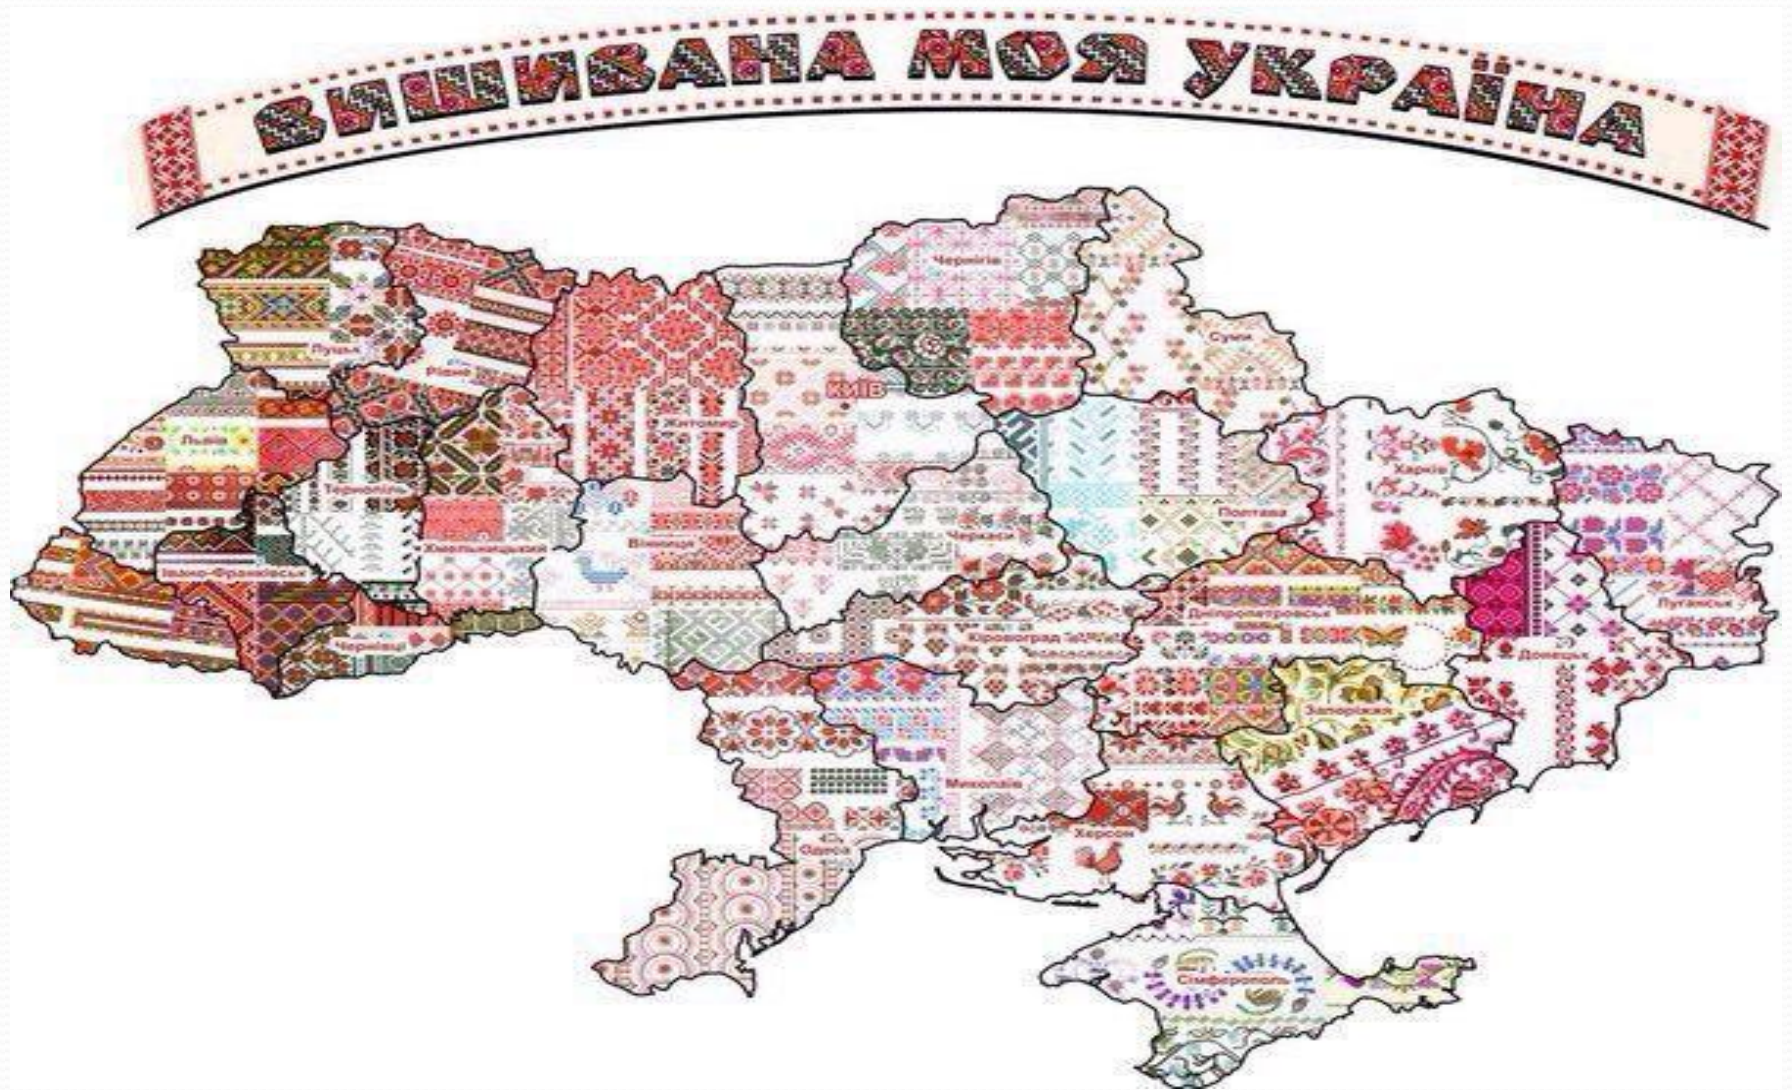 ВИШИВАНА МОЯ УКРАЇНА
Чернігів
Суми
Луцьк
Рівне
КИЇВ
Житомир
Львів
Харків
Тернопіль
Полтава
Хмельницький
Вінниця
Черкаси
Івано-Франківськ
Луганськ
Дніпропетровськ
Кіровоград
Чернівці
Донецьк
Запоріжжя
Миколаїв
Херсон
Одеса
Сімферополь